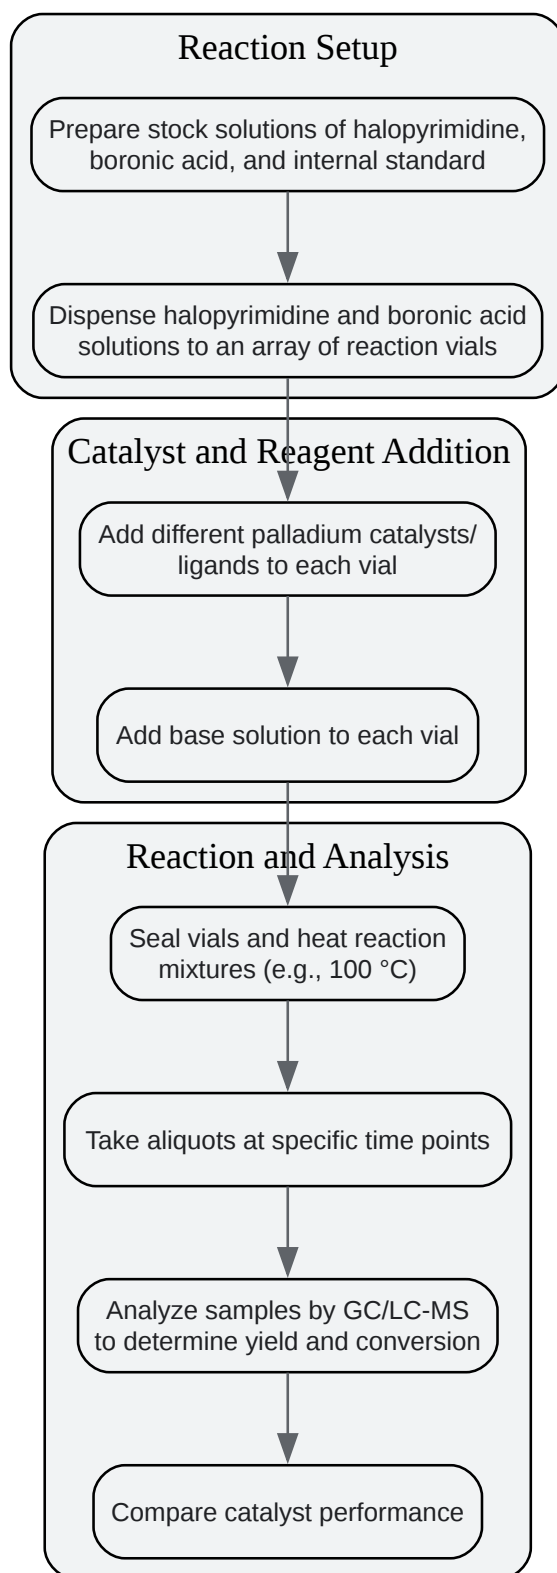 Reaction Setup
Prepare stock solutions of halopyrimidine,
boronic acid, and internal standard
Dispense halopyrimidine and boronic acid
solutions to an array of reaction vials
Catalyst and Reagent Addition
Add different palladium catalysts/
ligands to each vial
Add base solution to each vial
Reaction and Analysis
Seal vials and heat reaction
mixtures (e.g., 100 °C)
Take aliquots at specific time points
Analyze samples by GC/LC-MS
to determine yield and conversion
Compare catalyst performance